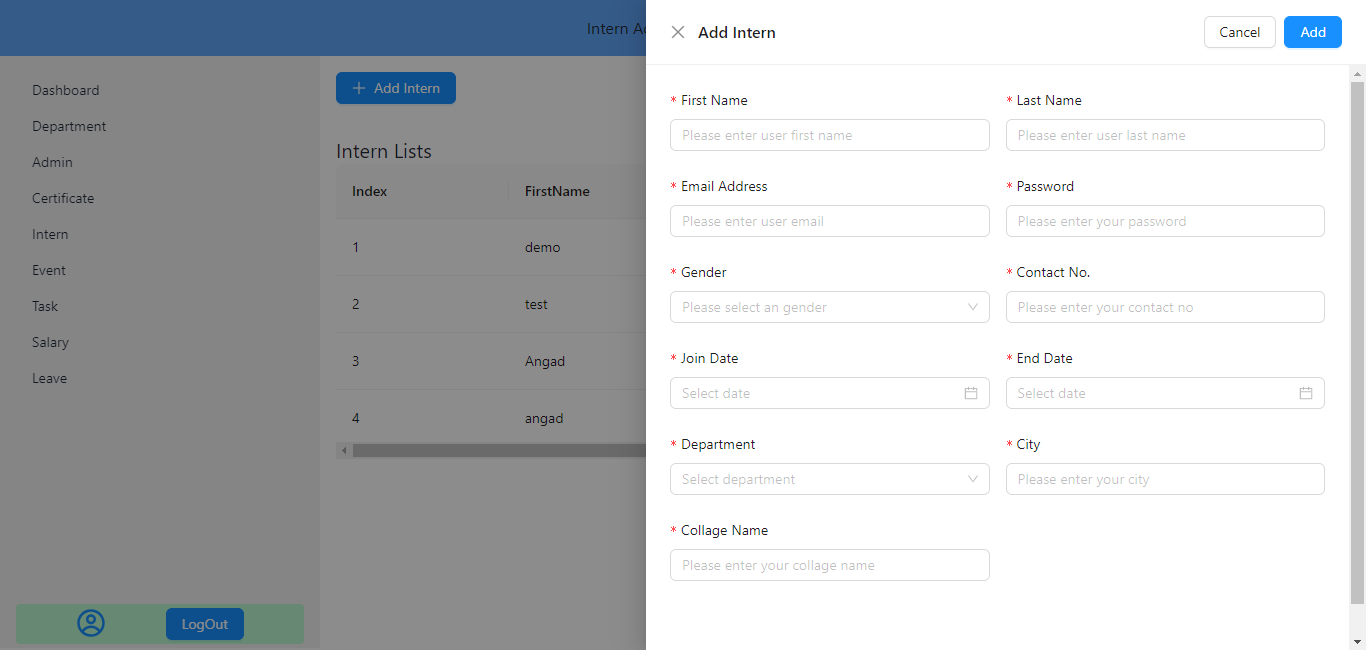 Intern Ad
Dashboard
Department
Admin
Certificate
Intern
Event
Task
Salary
Leave
LogOut
Add Intern
Intern Lists
Index FirstName
1 demo
2 test
3 Angad
4 angad
Add Intern
Cancel Add
* First Name * Last Name
Please enter user first name Please enter user last name
* Email Address * Password
Please enter user email Please enter your password
* Gender * Contact No.
Please select an gender Please enter your contact no
* Join Date * End Date
Select date Select date
* Department * City
Select department Please enter your city
* Collage Name
Please enter your collage name